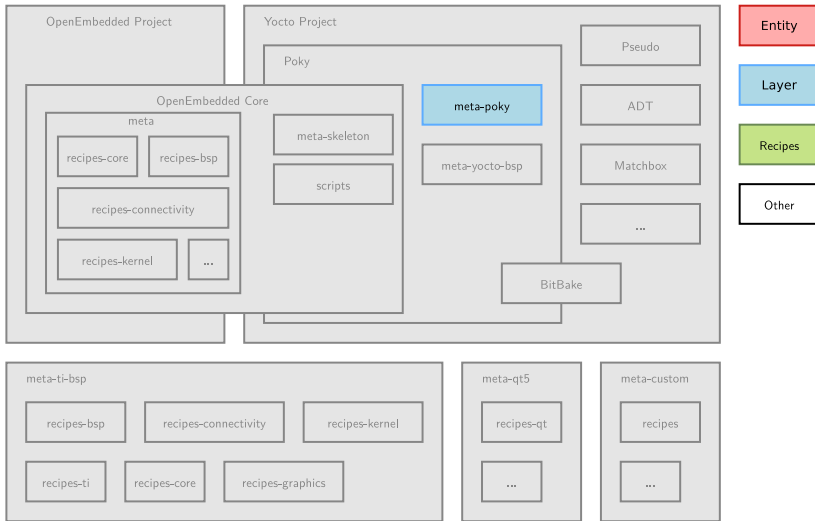 OpenEmbedded Project
Yocto Project
Poky
Pseudo
Entity
OpenEmbedded Core
meta
meta-poky
ADT
Layer
recipes-core
recipes-bsp
meta-skeleton
meta-yocto-bsp
Matchbox
Recipes
recipes-connectivity
scripts
...
Other
recipes-kernel
...
BitBake
meta-ti-bsp
meta-qt5
meta-custom
recipes-bsp
recipes-connectivity
recipes-kernel
recipes-qt
recipes
recipes-ti
recipes-core
recipes-graphics
...
...